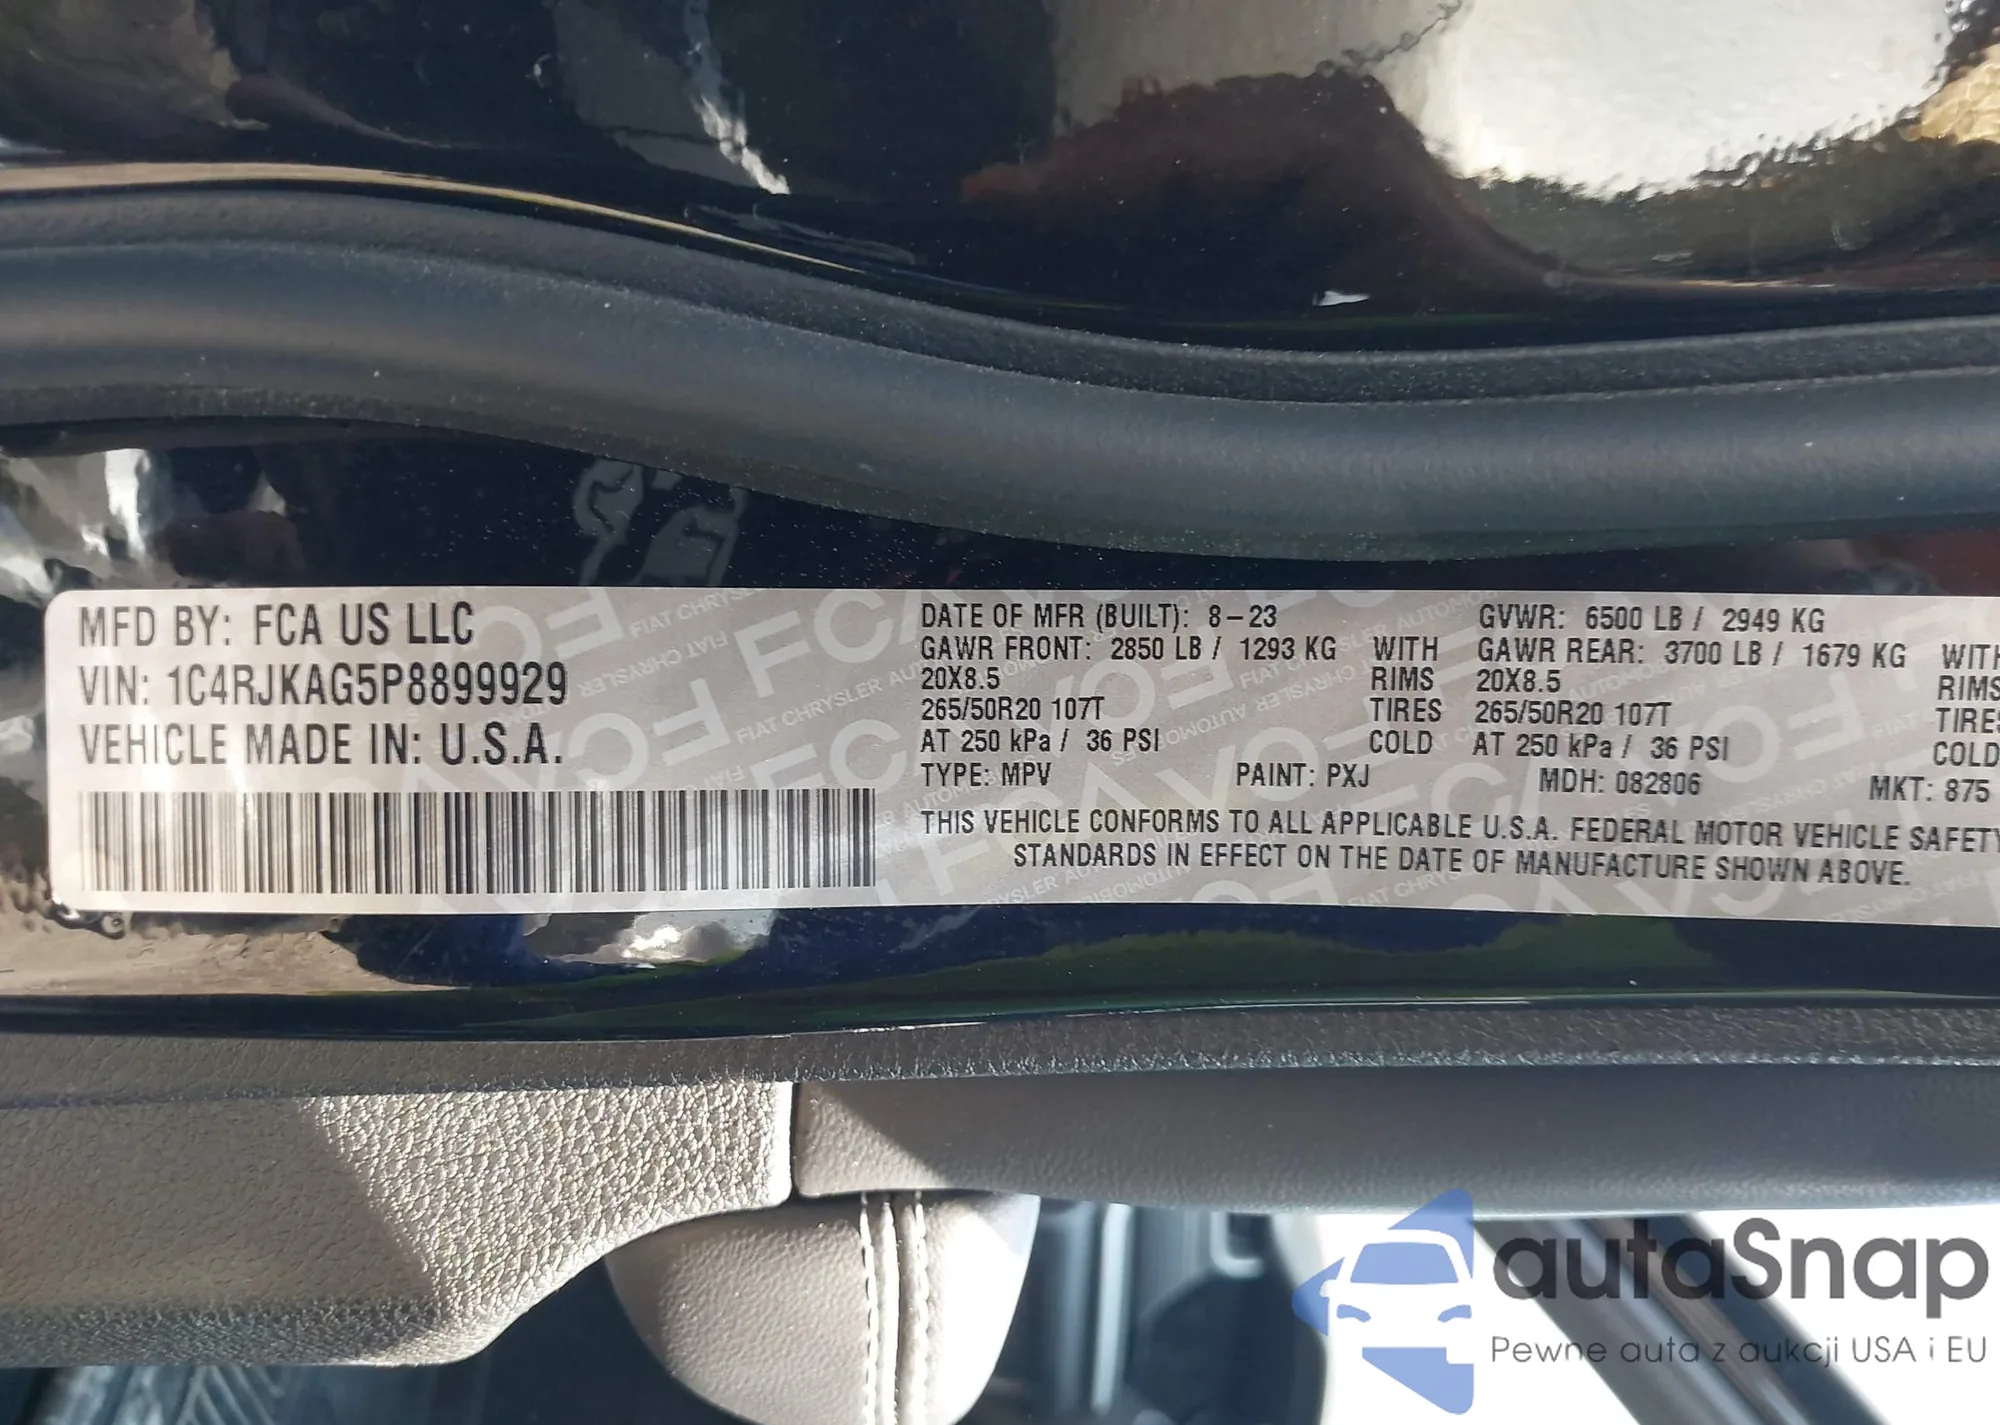 MFD BY: FCA US LLC
VIN: 1C4RJKAG5P8899929
VEHICLE MADE IN: U.S.A.
DATE OF MFR (BUILT): 8-23 GVWR: 6500 LB / 2949 KG
GAWR FRONT: 2850 LB / 1293 KG WITH GAWR REAR: 3700 LB / 1679 KG WITH
20X8.5 RIMS 20X8.5 RIMS
265/50R20 107T TIRES 265/50R20 107T TIRES
AT 250 kPa / 36 PSI COLD AT 250 kPa / 36 PSI COLD
TYPE: MPV PAINT: PXJ MDH: 082806 MKT: 875
THIS VEHICLE CONFORMS TO ALL APPLICABLE U.S.A. FEDERAL MOTOR VEHICLE SAFETY
STANDARDS IN EFFECT ON THE DATE OF MANUFACTURE SHOWN ABOVE.
autaSnap
Pewne auta z aukcji USA i EU